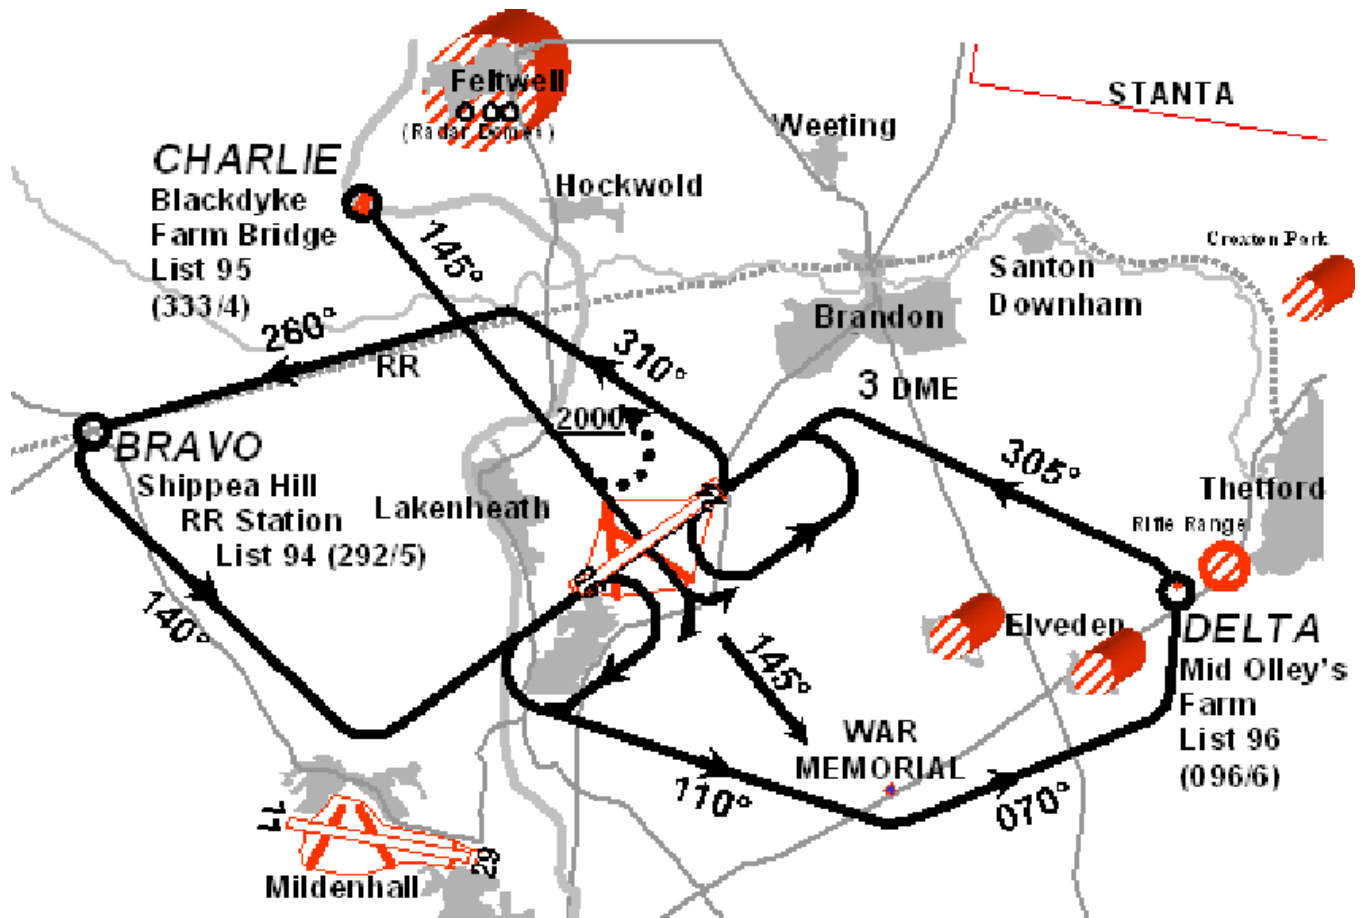 Feltwell
(Radar Domes)
STANTA
Weeting
CHARLIE
Blackdyke
Farm Bridge
List 95
(333/4)
Hockwold
145°
Croxton Park
Santon
Downham
Brandon
260°
RR
310°
3 DME
2000
BRAVO
Shippea Hill
RR Station
List 94 (292/5)
Lakenheath
305°
Thetford
Rifle Range
24
06
140°
145°
Elveden
DELTA
Mid Olley's
Farm
List 96
(096/6)
WAR
MEMORIAL
110°
070°
11
29
Mildenhall